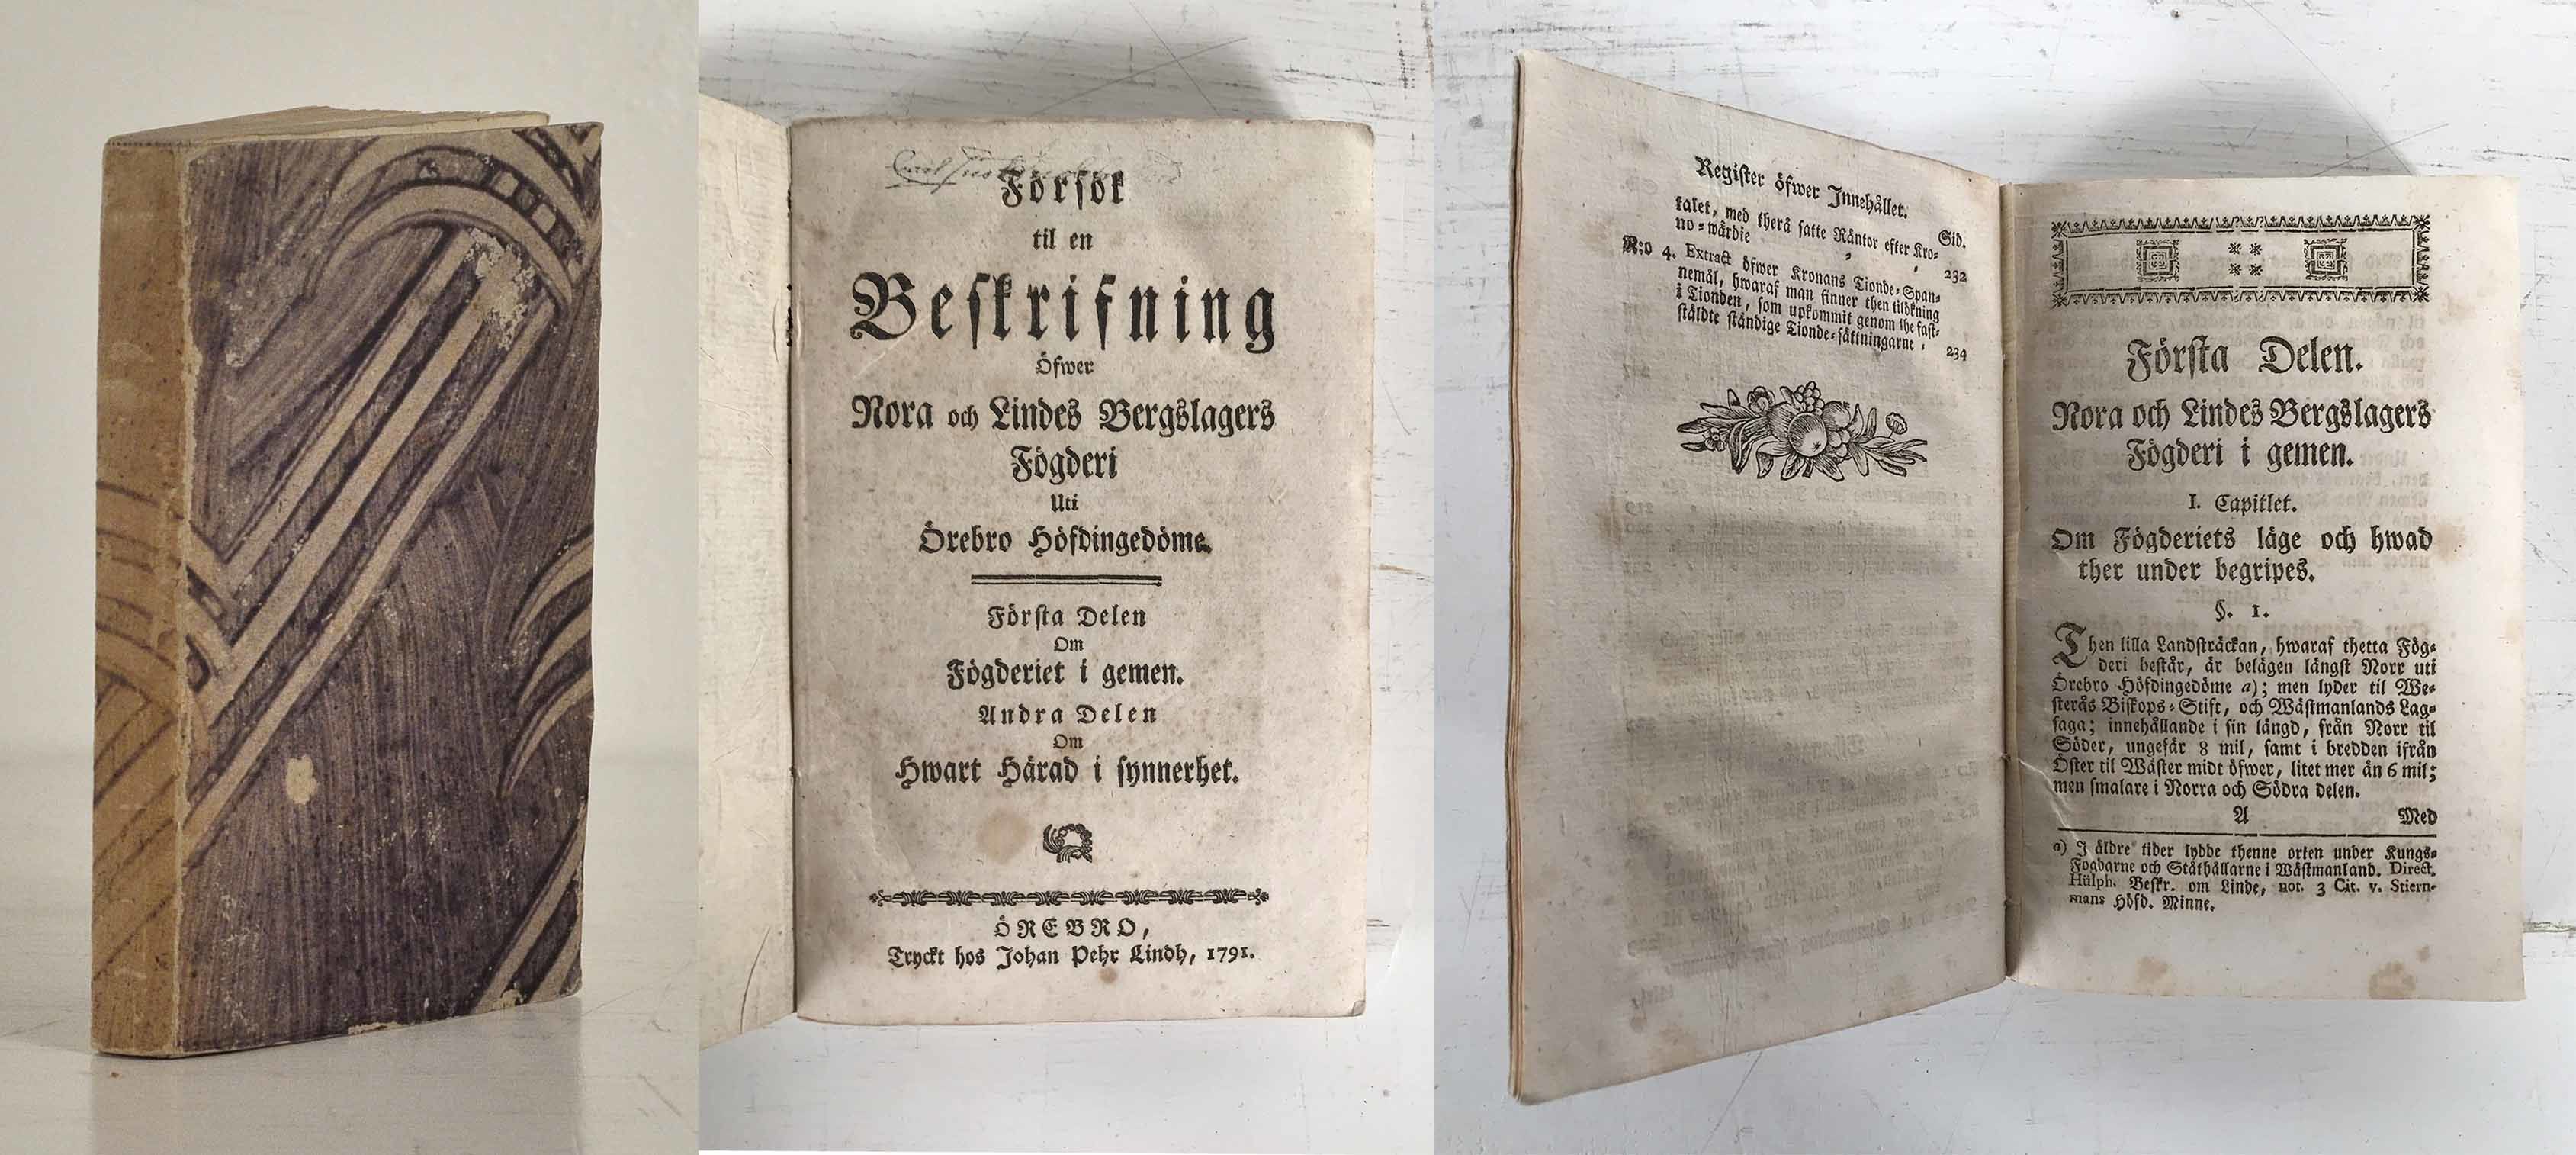 Försök
til en
Beskrifning
Öfwer
Nora och Lindes Bergslagers
Fögderi
Uti
Örebro Höfdingedöme.
Första Delen
Om
Fögderiet i gemen.
Andra Delen
Om
Hwart Härad i synnerhet.
ÖREBRO,
Tryckt hos Johan Pehr Lindh, 1791.
Register öfwer Innehållet.
Sid.
talet, med therå satte Räntor efter Kro-
no-wärdie 232
N:o 4. Extract öfwer Kronans Tionde-Span-
nemål, hwaraf man finner then tilökning
i Tionden, som upkommit genom the fast-
stäldte ständige Tionde-sättningarne 234
Första Delen.
Nora och Lindes Bergslagers
Fögderi i gemen.
I. Capitlet.
Om Fögderiets läge och hwad
ther under begripes.
§. 1.
Then lilla Landsträckan, hwaraf thetta Fög-
deri består, är belägen längst Norr uti
Örebro Höfdingedöme a); men lyder til We-
sterås Biskops-Stift, och Wästmanlands Lag-
saga; innehållande i sin längd, från Norr til
Söder, ungefär 8 mil, samt i bredden ifrån
Öster til Wäster midt öfwer, litet mer än 6 mil;
men smalare i Norra och Södra delen.
A Med
a) I äldre tider lydde thenne orten under Kungs-
Fogdarne och Ståthållarne i Wästmanland. Direct.
Hülph. Beskr. om Linde, not. 3 Cit. v. Stiern-
mans Höfd. Minne.